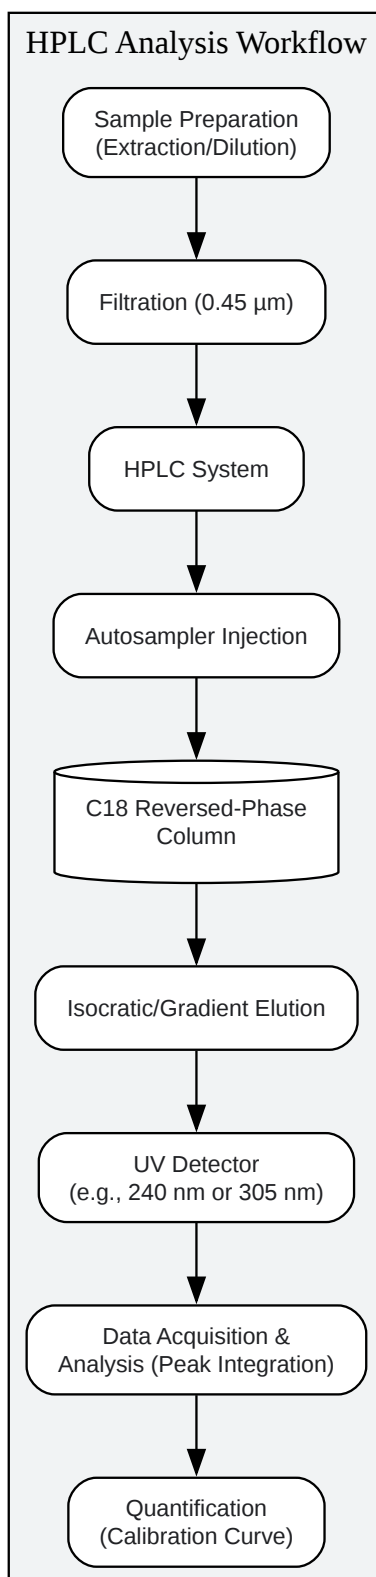 HPLC Analysis Workflow
Sample Preparation
(Extraction/Dilution)
Filtration (0.45 µm)
HPLC System
Autosampler Injection
C18 Reversed-Phase
Column
Isocratic/Gradient Elution
UV Detector
(e.g., 240 nm or 305 nm)
Data Acquisition &
Analysis (Peak Integration)
Quantification
(Calibration Curve)